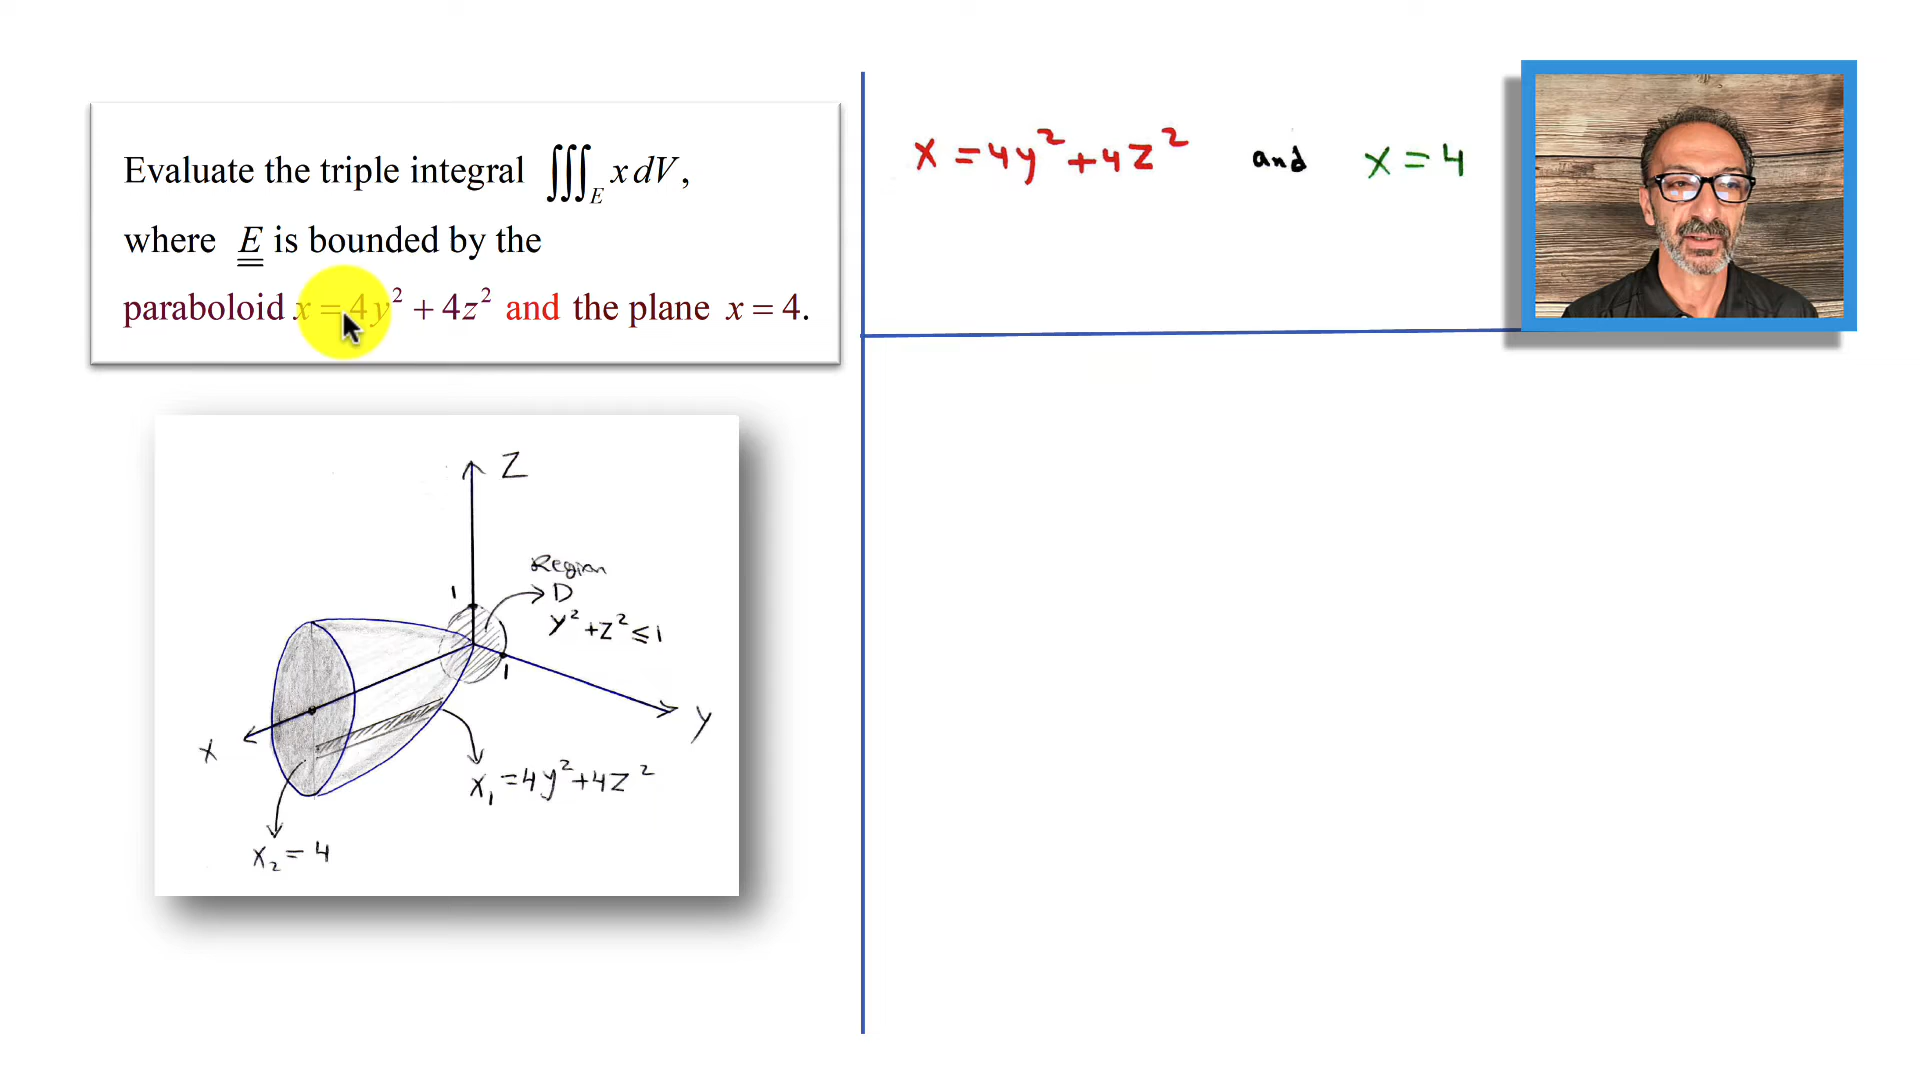 Evaluate the triple integral ∭_E x dV,
where E is bounded by the
paraboloid x = 4y² + 4z² and the plane x = 4.
x = 4y² + 4z² and x = 4
Z
Region
D
y² + z² ≤ 1
1
1
x
y
x₁ = 4y² + 4z²
x₂ = 4